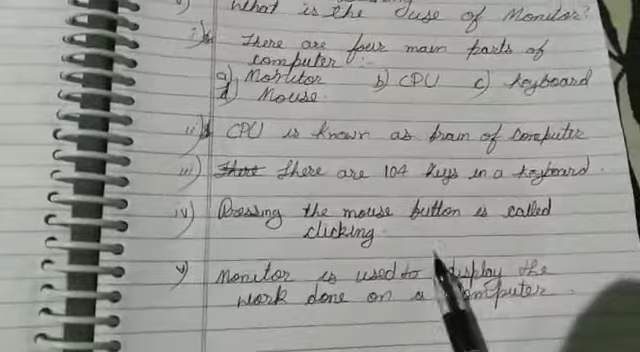 What is the use of Monitor?
i) There are four main parts of
computer :-
a) Monitor b) CPU c) Keyboard
d) Mouse.
ii) CPU is known as brain of computer
iii) There are 104 keys in a keyboard.
iv) Pressing the mouse button is called
clicking.
v) Monitor is used to display the
work done on a computer.